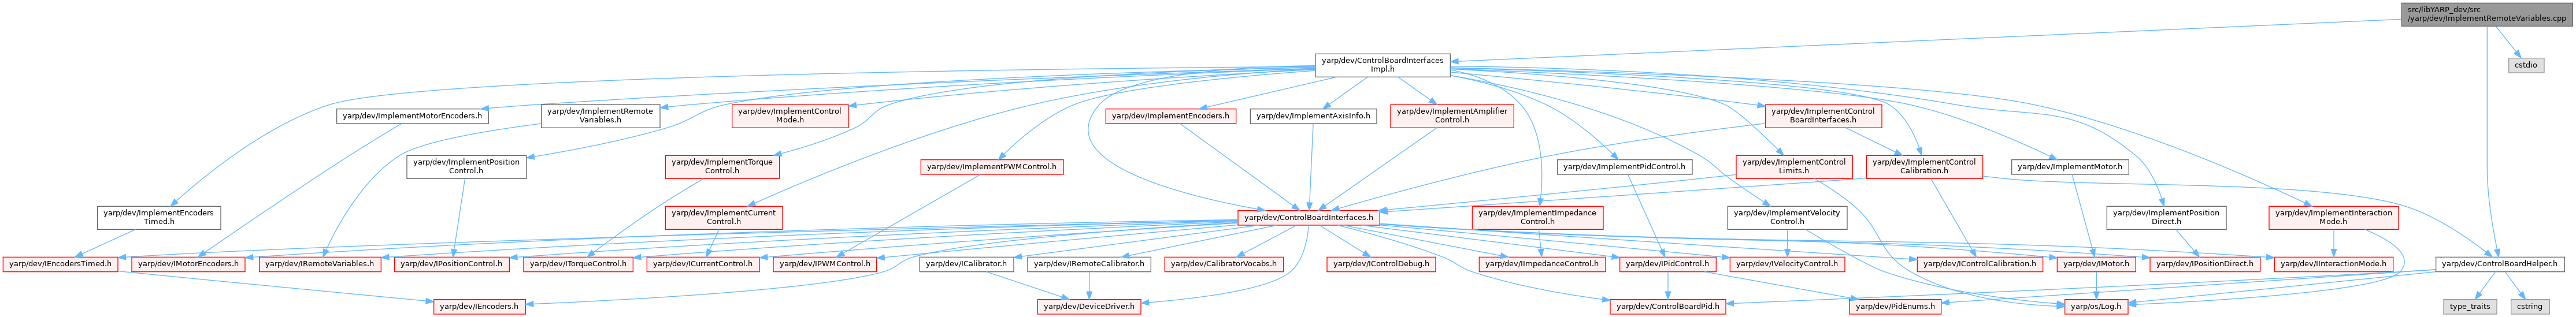 src/libYARP_dev/src
/yarp/dev/ImplementRemoteVariables.cpp
yarp/dev/ControlBoardInterfaces
Impl.h
cstdio
yarp/dev/ImplementMotorEncoders.h
yarp/dev/ImplementRemote
Variables.h
yarp/dev/ImplementControl
Mode.h
yarp/dev/ImplementEncoders.h
yarp/dev/ImplementAxisInfo.h
yarp/dev/ImplementAmplifier
Control.h
yarp/dev/ImplementControl
BoardInterfaces.h
yarp/dev/ImplementPosition
Control.h
yarp/dev/ImplementTorque
Control.h
yarp/dev/ImplementPWMControl.h
yarp/dev/ImplementPidControl.h
yarp/dev/ImplementControl
Limits.h
yarp/dev/ImplementControl
Calibration.h
yarp/dev/ImplementMotor.h
yarp/dev/ImplementEncoders
Timed.h
yarp/dev/ImplementCurrent
Control.h
yarp/dev/ControlBoardInterfaces.h
yarp/dev/ImplementImpedance
Control.h
yarp/dev/ImplementVelocity
Control.h
yarp/dev/ImplementPosition
Direct.h
yarp/dev/ImplementInteraction
Mode.h
yarp/dev/IEncodersTimed.h
yarp/dev/IMotorEncoders.h
yarp/dev/IRemoteVariables.h
yarp/dev/IPositionControl.h
yarp/dev/ITorqueControl.h
yarp/dev/ICurrentControl.h
yarp/dev/IPWMControl.h
yarp/dev/ICalibrator.h
yarp/dev/IRemoteCalibrator.h
yarp/dev/CalibratorVocabs.h
yarp/dev/IControlDebug.h
yarp/dev/IImpedanceControl.h
yarp/dev/IPidControl.h
yarp/dev/IVelocityControl.h
yarp/dev/IControlCalibration.h
yarp/dev/IMotor.h
yarp/dev/IPositionDirect.h
yarp/dev/IInteractionMode.h
yarp/dev/ControlBoardHelper.h
yarp/dev/IEncoders.h
yarp/dev/DeviceDriver.h
yarp/dev/ControlBoardPid.h
yarp/dev/PidEnums.h
yarp/os/Log.h
type_traits
cstring